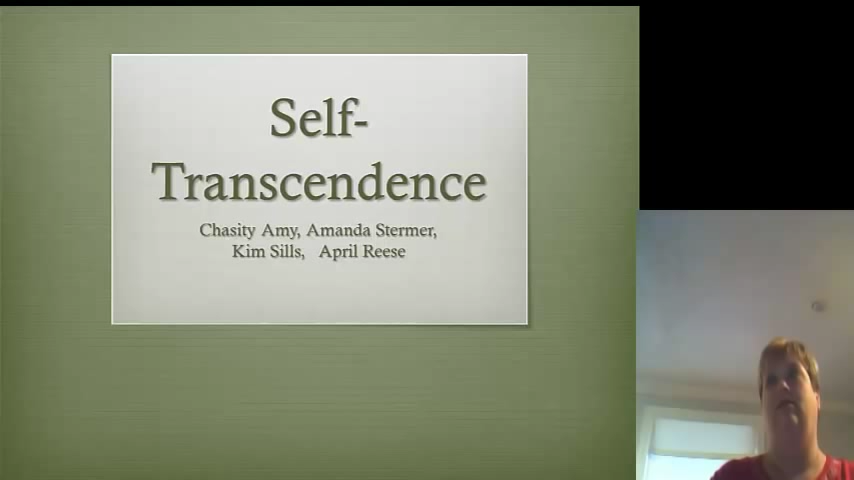 Self-
Transcendence
Chasity Amy, Amanda Stermer,
Kim Sills, April Reese